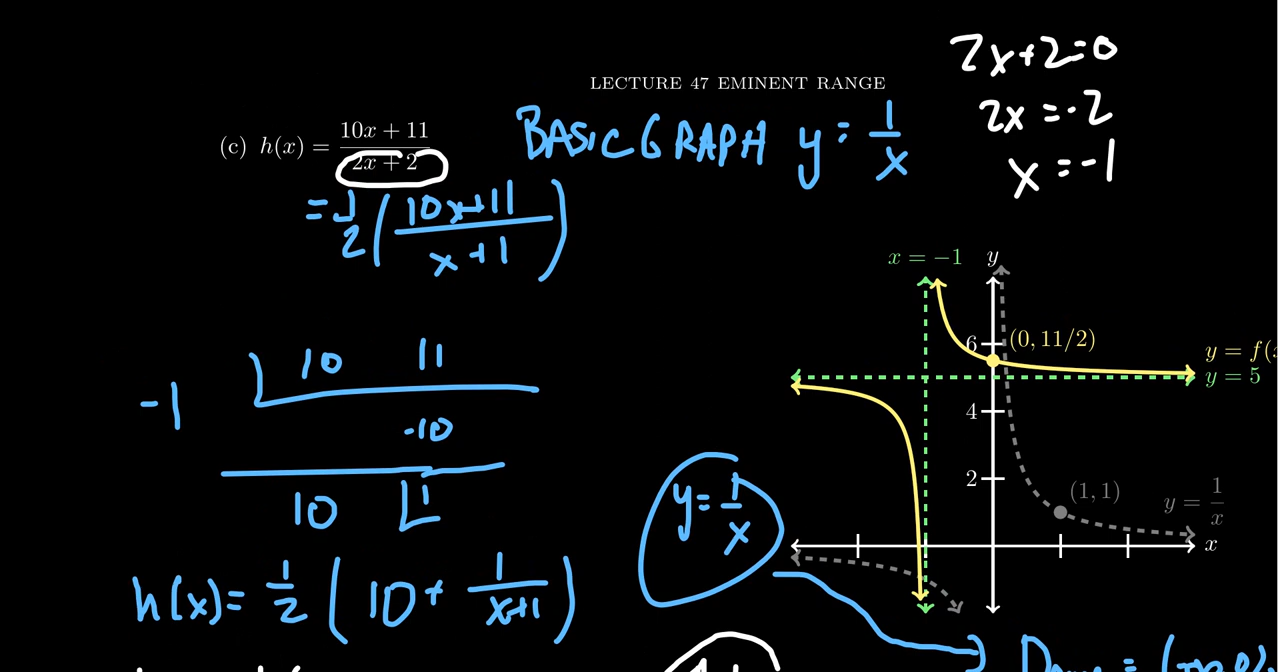 2x+2=0
LECTURE 47 EMINENT RANGE
2x = -2
BASIC GRAPH y = 1/x
(c) h(x) = (10x + 11)/(2x + 2)
x = -1
= 1/2 ( (10x+11)/(x+1) )
x = −1 y
(0, 11/2)
6
y = f(x
y = 5
10 11
-1
4
-10
2
10 1
(1, 1)
y = 1/x
y = 1/x
x
h(x) = 1/2 ( 10 + 1/(x+1) )